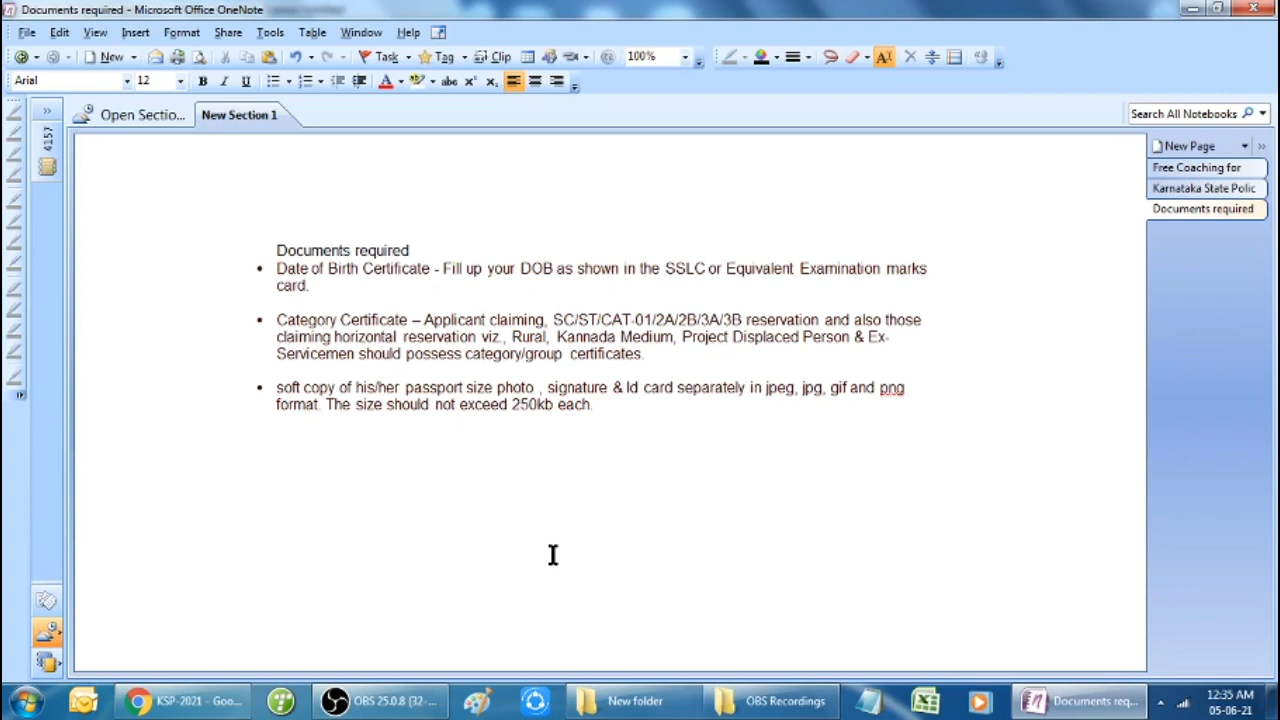 Documents required - Microsoft Office OneNote
File Edit View Insert Format Share Tools Table Window Help
New Task Tag Clip 100%
Arial 12 B I U abc x² x₂
Open Sectio... New Section 1 Search All Notebooks
4157
New Page
Free Coaching for
Karnataka State Polic
Documents required
Documents required
• Date of Birth Certificate - Fill up your DOB as shown in the SSLC or Equivalent Examination marks
card.
• Category Certificate – Applicant claiming, SC/ST/CAT-01/2A/2B/3A/3B reservation and also those
claiming horizontal reservation viz., Rural, Kannada Medium, Project Displaced Person & Ex-
Servicemen should possess category/group certificates.
• soft copy of his/her passport size photo , signature & Id card separately in jpeg, jpg, gif and png
format. The size should not exceed 250kb each.
KSP-2021 - Goo... OBS 25.0.8 (32-... New folder OBS Recordings Documents req... 12:35 AM
05-06-21